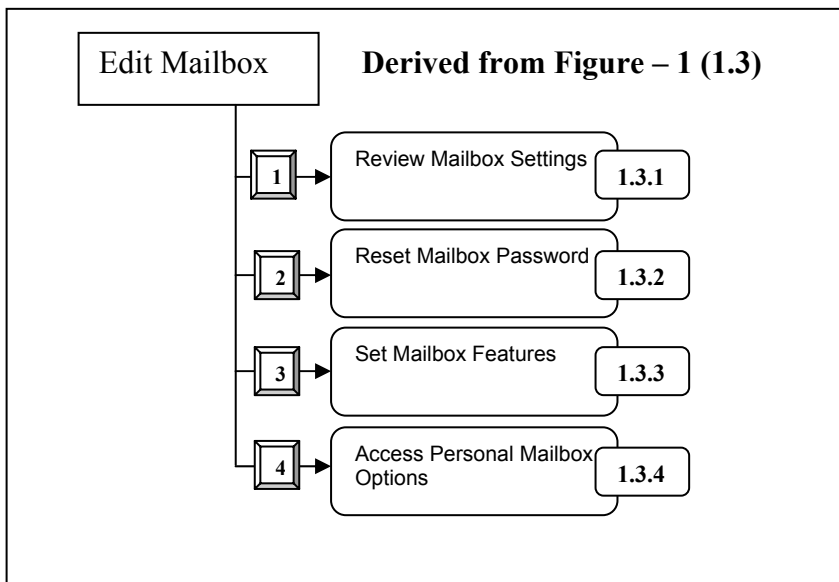 Edit Mailbox
Derived from Figure – 1 (1.3)
1
Review Mailbox Settings
1.3.1
2
Reset Mailbox Password
1.3.2
3
Set Mailbox Features
1.3.3
4
Access Personal Mailbox
Options
1.3.4